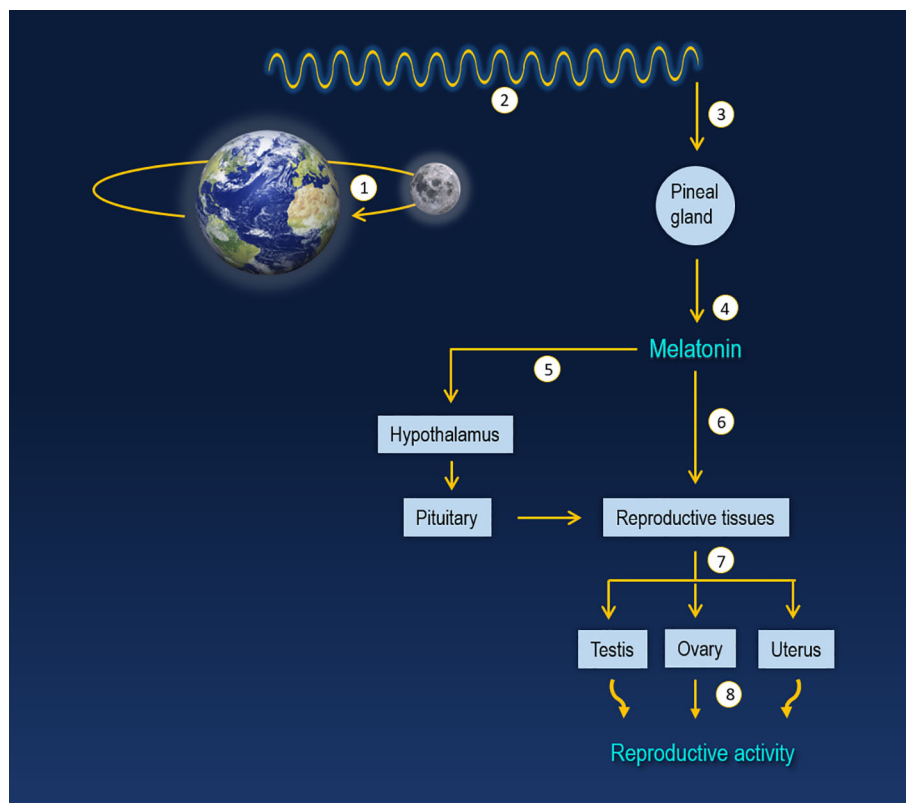 2
3
1
Pineal
gland
4
Melatonin
5
6
Hypothalamus
Pituitary
Reproductive tissues
7
Testis
Ovary
Uterus
8
Reproductive activity